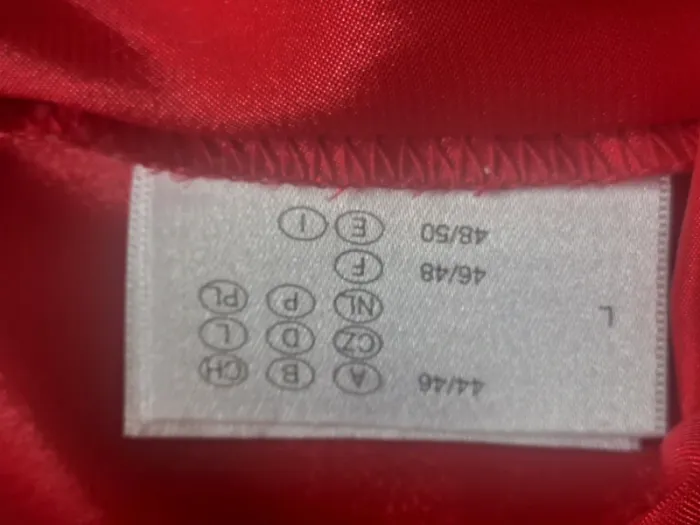 L
44/46 A B CH
CZ D L
NL P PL
46/48 F
48/50 E I